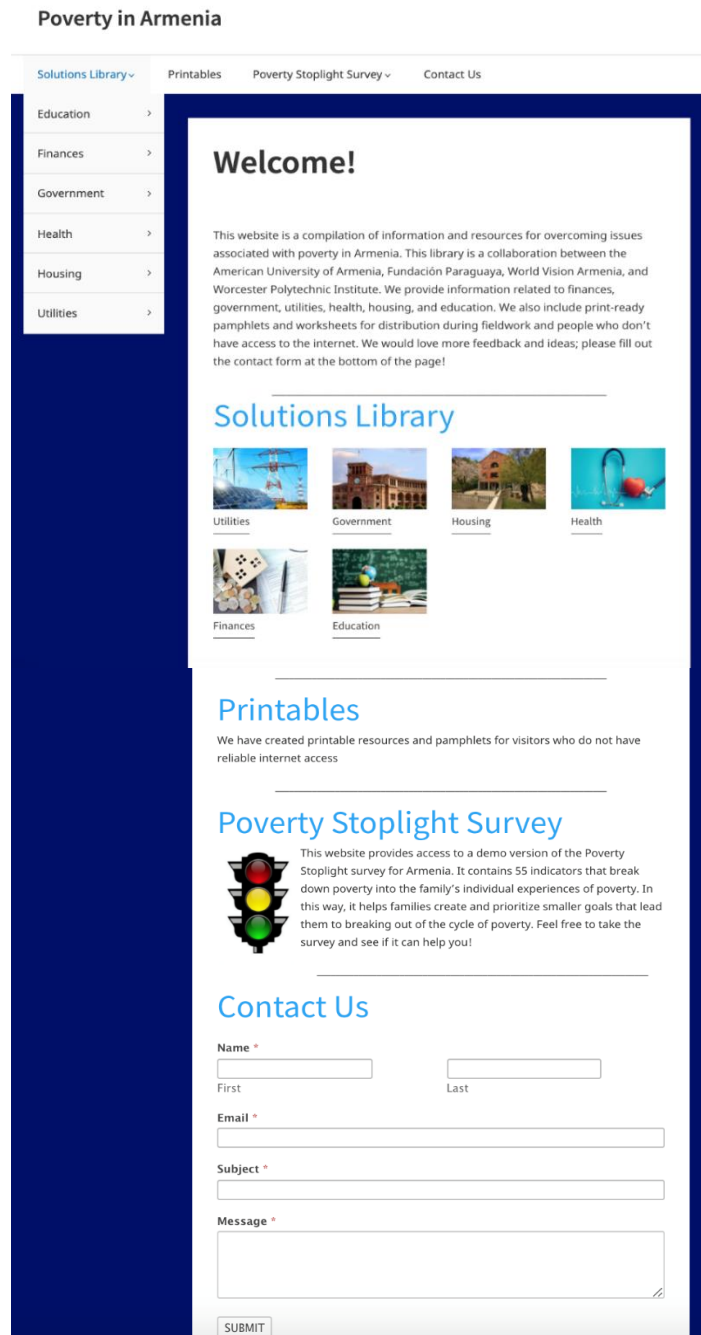 Poverty in Armenia
Solutions Library Printables Poverty Stoplight Survey Contact Us
Education
Finances
Government
Health
Housing
Utilities
Welcome!
This website is a compilation of information and resources for overcoming issues
associated with poverty in Armenia. This library is a collaboration between the
American University of Armenia, Fundación Paraguaya, World Vision Armenia, and
Worcester Polytechnic Institute. We provide information related to finances,
government, utilities, health, housing, and education. We also include print-ready
pamphlets and worksheets for distribution during fieldwork and people who don't
have access to the internet. We would love more feedback and ideas; please fill out
the contact form at the bottom of the page!
Solutions Library
Utilities Government Housing Health
Finances Education
Printables
We have created printable resources and pamphlets for visitors who do not have
reliable internet access
Poverty Stoplight Survey
This website provides access to a demo version of the Poverty
Stoplight survey for Armenia. It contains 55 indicators that break
down poverty into the family's individual experiences of poverty. In
this way, it helps families create and prioritize smaller goals that lead
them to breaking out of the cycle of poverty. Feel free to take the
survey and see if it can help you!
Contact Us
Name *
First Last
Email *
Subject *
Message *
SUBMIT